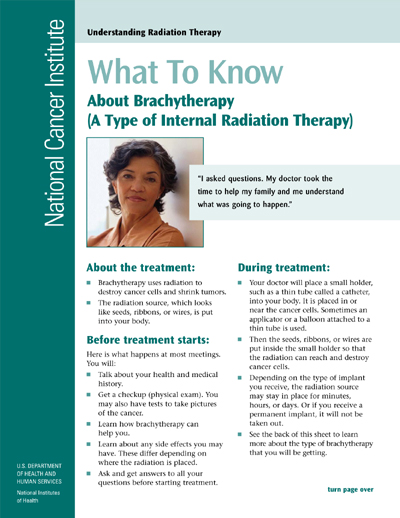 National Cancer Institute
Understanding Radiation Therapy
What To Know
About Brachytherapy
(A Type of Internal Radiation Therapy)
"I asked questions. My doctor took the
time to help my family and me understand
what was going to happen."
About the treatment:
■ Brachytherapy uses radiation to
destroy cancer cells and shrink tumors.
■ The radiation source, which looks
like seeds, ribbons, or wires, is put
into your body.
Before treatment starts:
Here is what happens at most meetings.
You will:
■ Talk about your health and medical
history.
■ Get a checkup (physical exam). You
may also have tests to take pictures
of the cancer.
■ Learn how brachytherapy can
help you.
■ Learn about any side effects you may
have. These differ depending on
where the radiation is placed.
■ Ask and get answers to all your
questions before starting treatment.
During treatment:
■ Your doctor will place a small holder,
such as a thin tube called a catheter,
into your body. It is placed in or
near the cancer cells. Sometimes an
applicator or a balloon attached to a
thin tube is used.
■ Then the seeds, ribbons, or wires are
put inside the small holder so that
the radiation can reach and destroy
cancer cells.
■ Depending on the type of implant
you receive, the radiation source
may stay in place for minutes,
hours, or days. Or if you receive a
permanent implant, it will not be
taken out.
■ See the back of this sheet to learn
more about the type of brachytherapy
that you will be getting.
turn page over
U.S. DEPARTMENT
OF HEALTH AND
HUMAN SERVICES
National Institutes
of Health